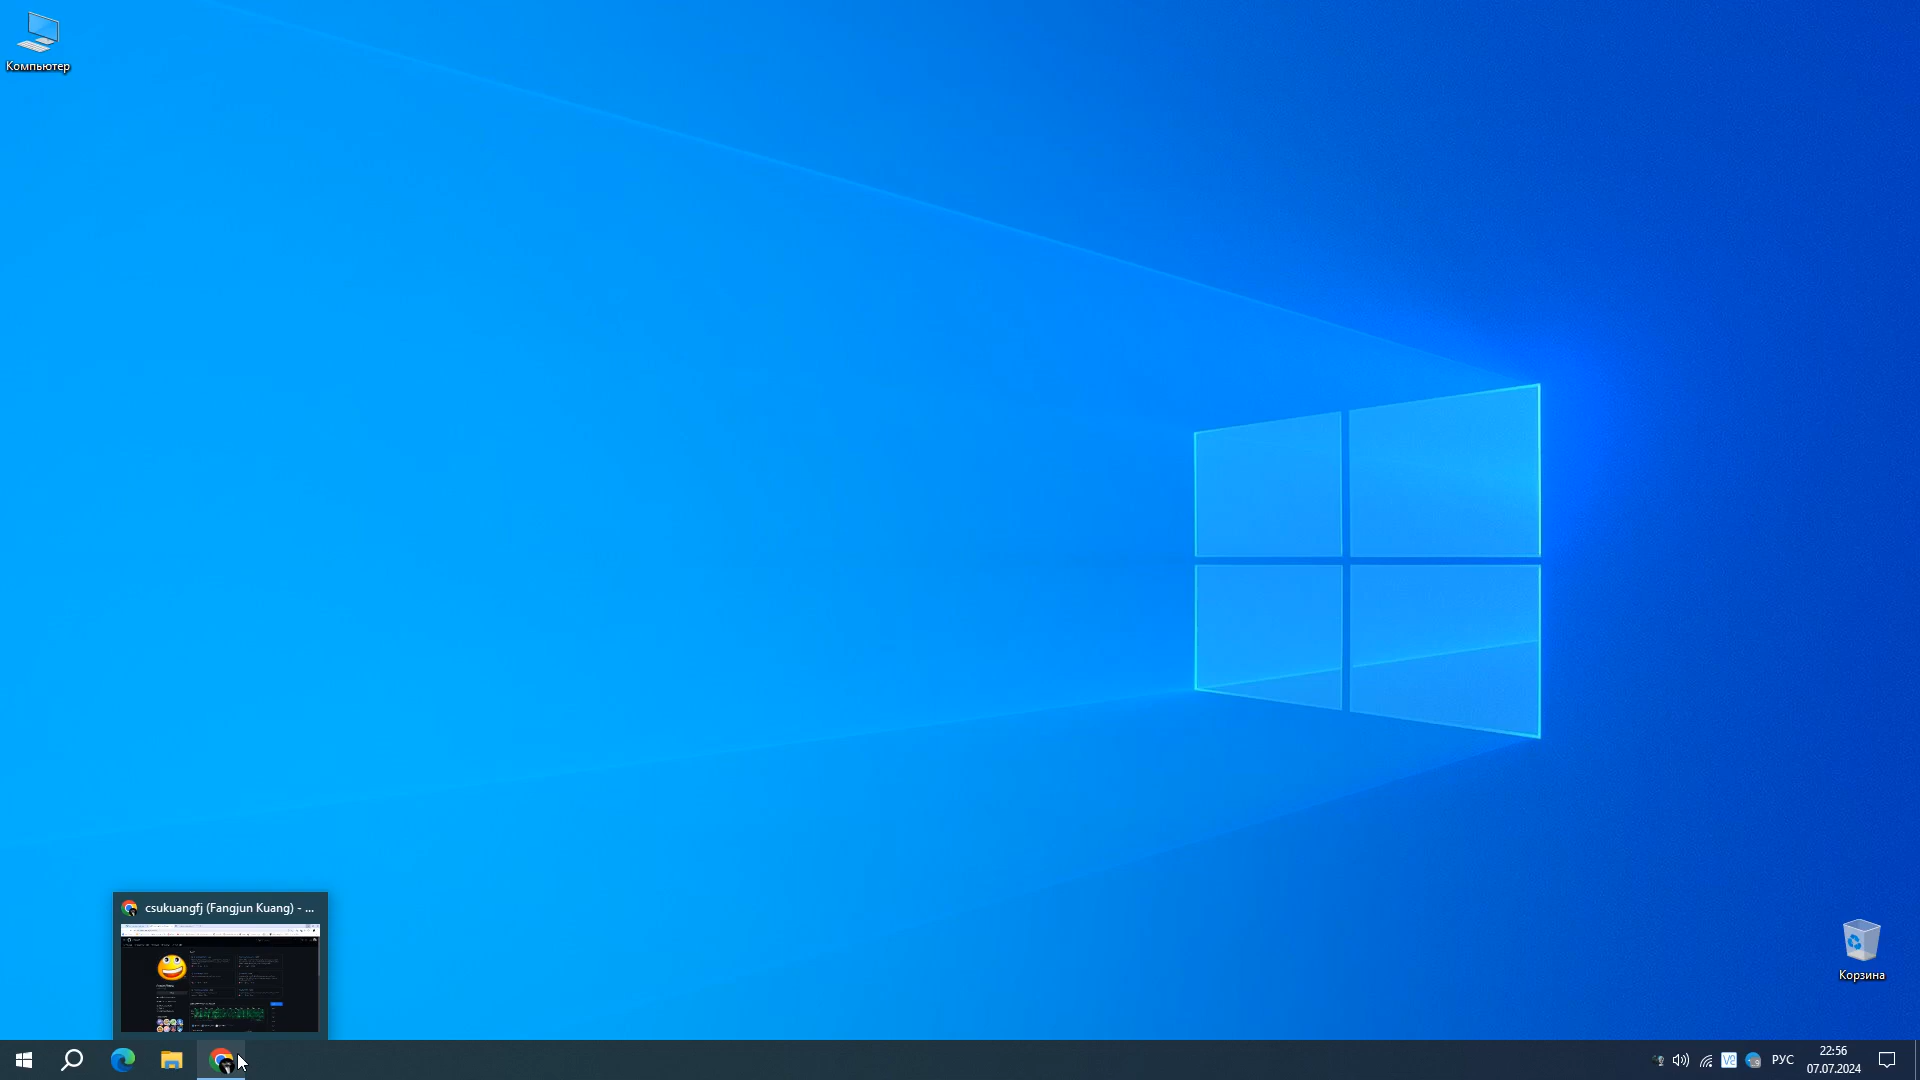 Компьютер
csukuangfj (Fangjun Kuang) - ...
Корзина
РУС
22:56
07.07.2024